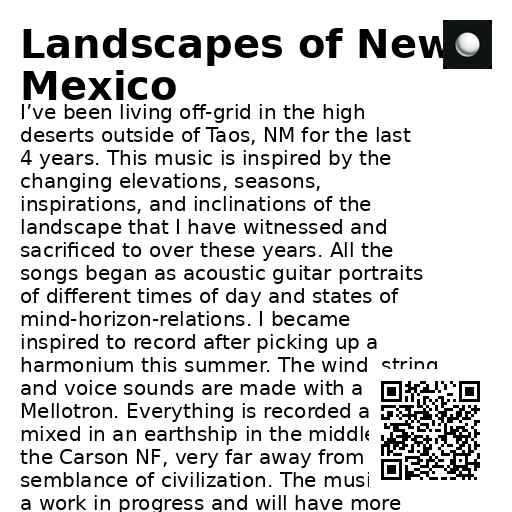 Landscapes of New
Mexico
I’ve been living off-grid in the high
deserts outside of Taos, NM for the last
4 years. This music is inspired by the
changing elevations, seasons,
inspirations, and inclinations of the
landscape that I have witnessed and
sacrificed to over these years. All the
songs began as acoustic guitar portraits
of different times of day and states of
mind-horizon-relations. I became
inspired to record after picking up a
harmonium this summer. The wind, string
and voice sounds are made with a
Mellotron. Everything is recorded
mixed in an earthship in the middle
the Carson NF, very far away from
semblance of civilization. The
a work in progress and will have more